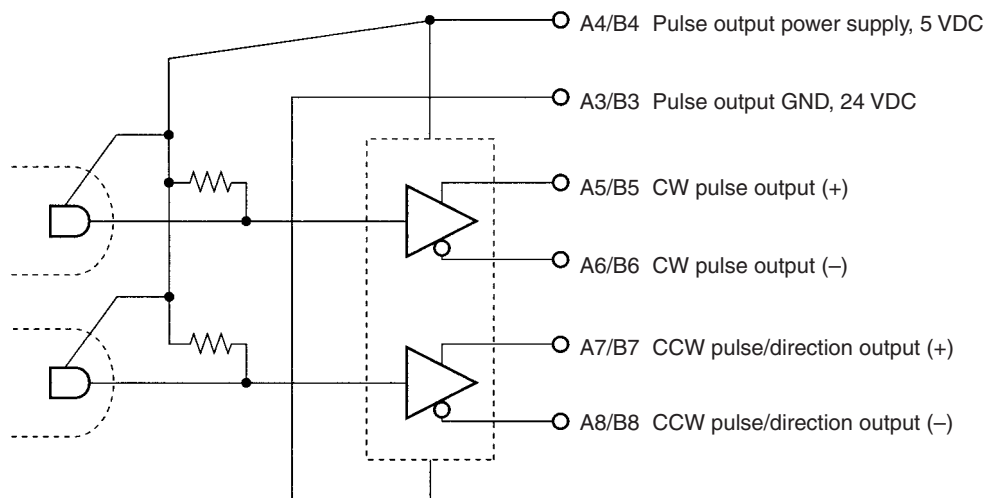 A4/B4 Pulse output power supply, 5 VDC
A3/B3 Pulse output GND, 24 VDC
A5/B5 CW pulse output (+)
A6/B6 CW pulse output (–)
A7/B7 CCW pulse/direction output (+)
A8/B8 CCW pulse/direction output (–)